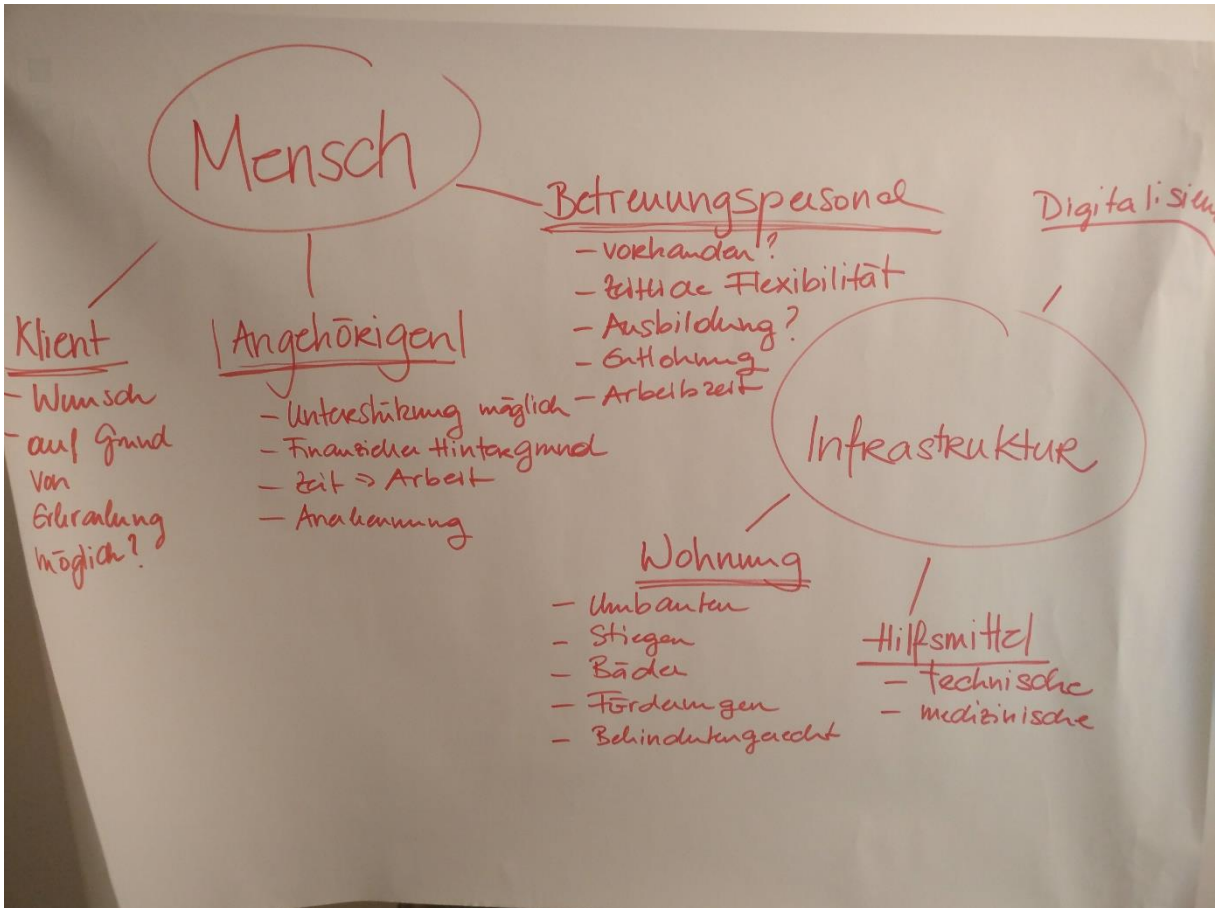 Mensch
Klient
- Wunsch
- auf Grund
von
Erkrankung
möglich?
Angehörigen
- Unterstützung möglich
- Finanzieller Hintergrund
- Zeit => Arbeit
- Anerkennung
Betreuungspersonal
- vorhanden?
- zeitliche Flexibilität
- Ausbildung?
- Entlohnung
- Arbeitszeit
Infrastruktur
Wohnung
- Umbauten
- Stiegen
- Bäder
- Förderungen
- Behindertengerecht
Hilfsmittel
- technische
- medizinische